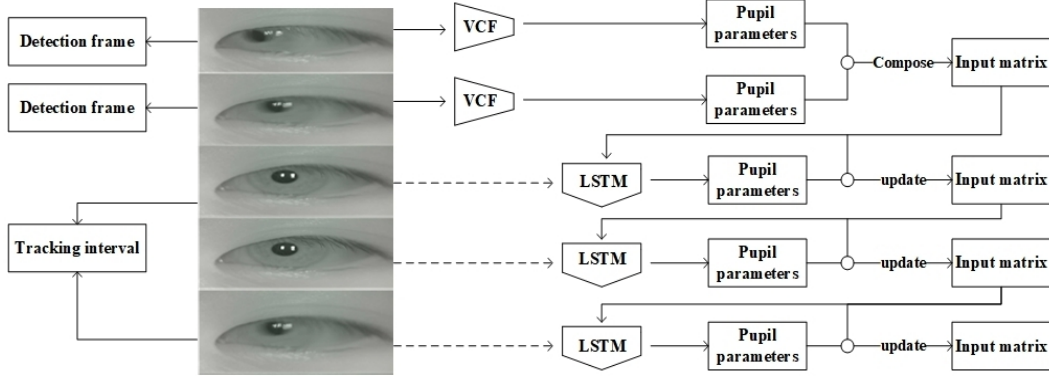 Detection frame
VCF
Pupil
parameters
Compose
Input matrix
Detection frame
VCF
Pupil
parameters
LSTM
Pupil
parameters
update
Input matrix
Tracking interval
LSTM
Pupil
parameters
update
Input matrix
LSTM
Pupil
parameters
update
Input matrix